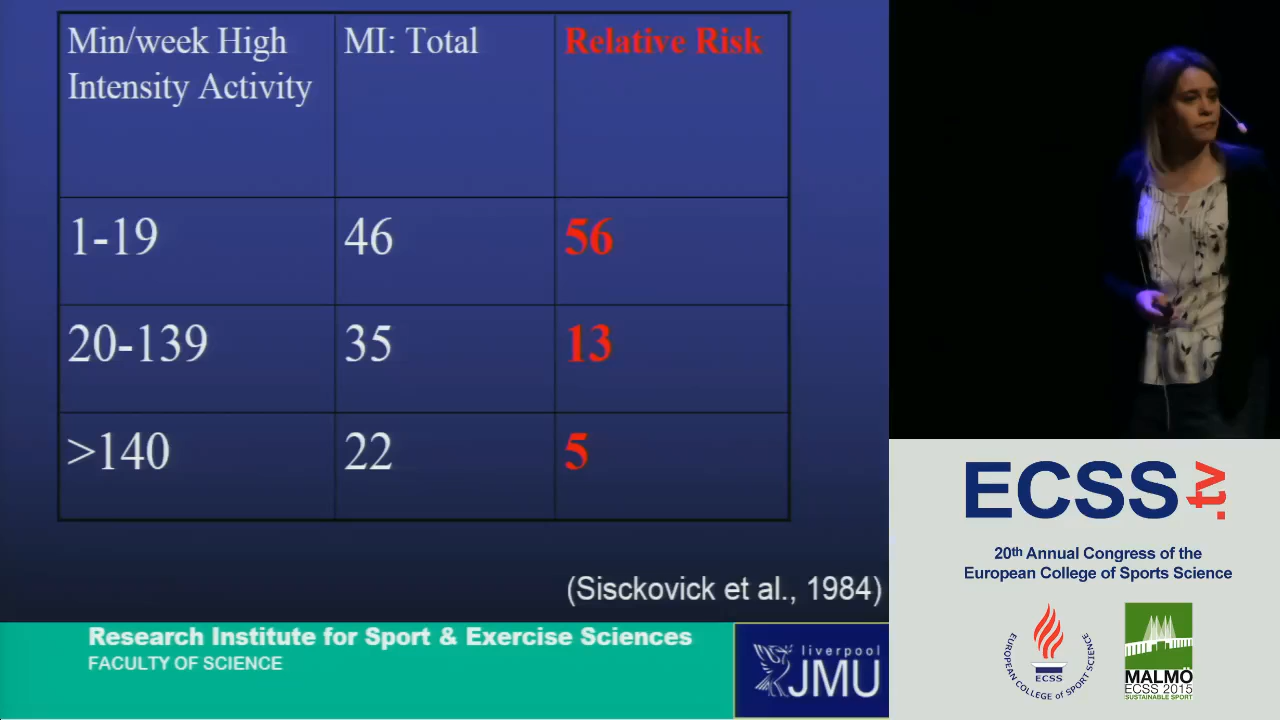 Min/week High MI: Total Relative Risk
Intensity Activity
1-19 46 56
20-139 35 13
>140 22 5
(Sisckovick et al., 1984)
Research Institute for Sport & Exercise Sciences
FACULTY OF SCIENCE
liverpool
JMU
ECSS.tv
20th Annual Congress of the
European College of Sports Science
EUROPEAN COLLEGE OF SPORT SCIENCE
ECSS
MALMÖ
ECSS 2015
SUSTAINABLE SPORT